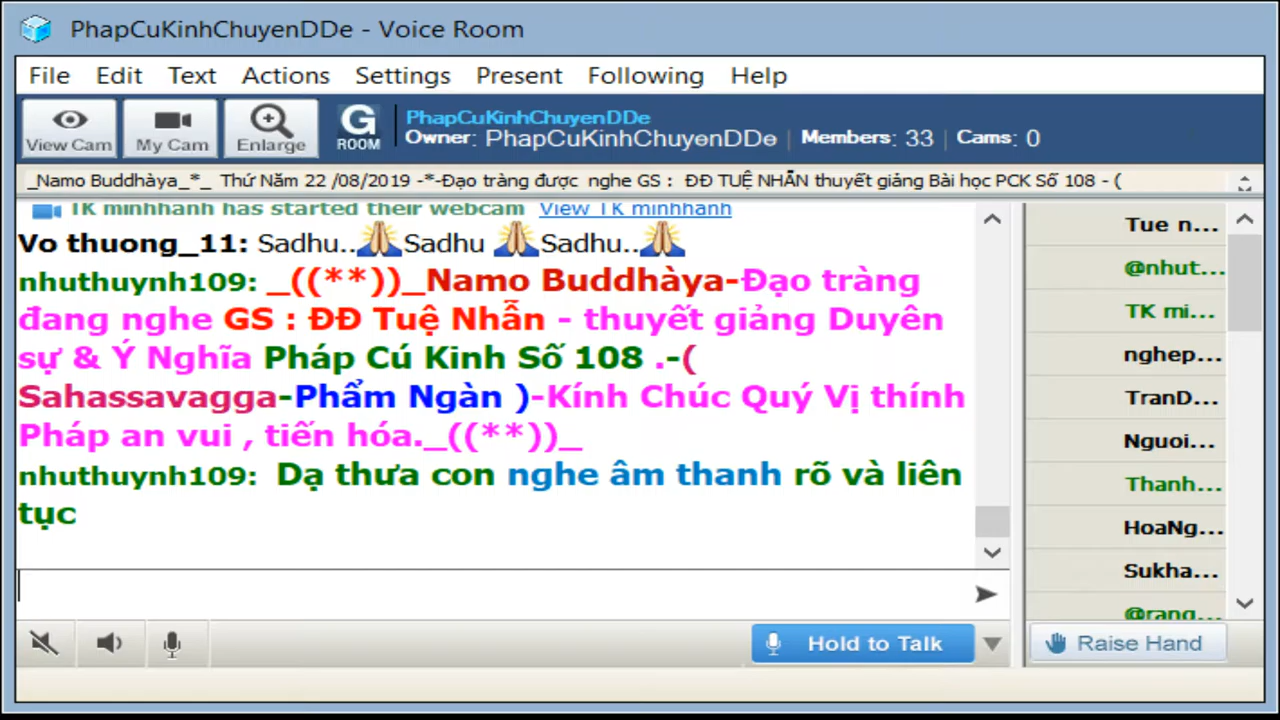 PhapCuKinhChuyenDDe - Voice Room
File Edit Text Actions Settings Present Following Help
View Cam My Cam Enlarge G ROOM
PhapCuKinhChuyenDDe
Owner: PhapCuKinhChuyenDDe | Members: 33 | Cams: 0
_Namo Buddhàya_*_ Thứ Năm 22 /08/2019 -*-Đạo tràng được nghe GS : ĐĐ TUỆ NHẪN thuyết giảng Bài học PCK Số 108 - (
TK minhhanh has started their webcam View TK minhhanh
Vo thuong_11: Sadhu..🙏Sadhu 🙏Sadhu..🙏
nhuthuynh109: _((**))_Namo Buddhàya-Đạo tràng
đang nghe GS : ĐĐ Tuệ Nhẫn - thuyết giảng Duyên
sự & Ý Nghĩa Pháp Cú Kinh Số 108 .-(
Sahassavagga-Phẩm Ngàn )-Kính Chúc Quý Vị thính
Pháp an vui , tiến hóa._((**))_
nhuthuynh109: Dạ thưa con nghe âm thanh rõ và liên
tục
Tue n...
@nhut...
TK mi...
nghep...
TranD...
Nguoi...
Thanh...
HoaNg...
Sukha...
@rang...
Hold to Talk
Raise Hand